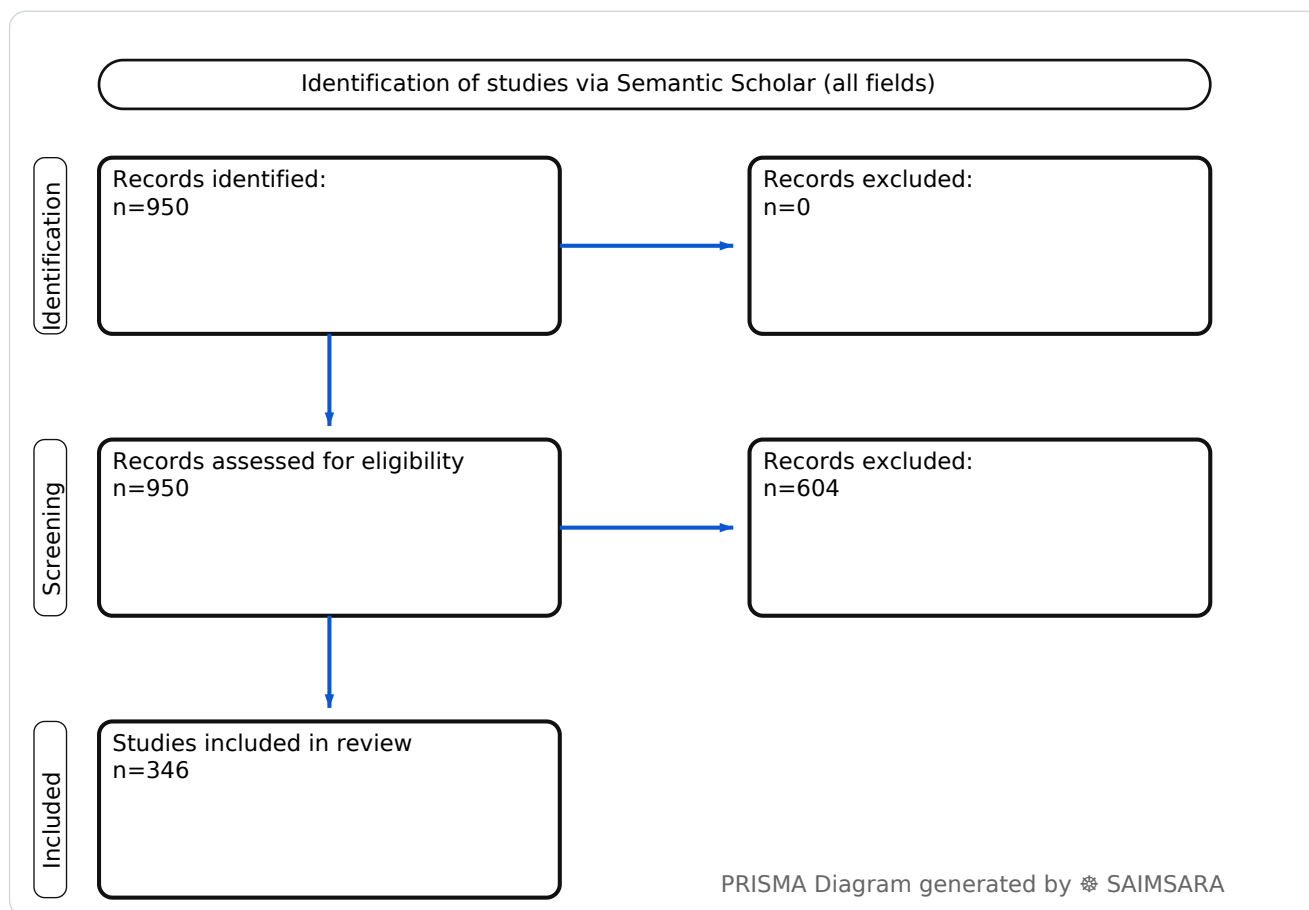 Identification of studies via Semantic Scholar (all fields)
Identification
Records identified:
n=950
Records excluded:
n=0
Screening
Records assessed for eligibility
n=950
Records excluded:
n=604
Included
Studies included in review
n=346
PRISMA Diagram generated by ☸ SAIMSARA